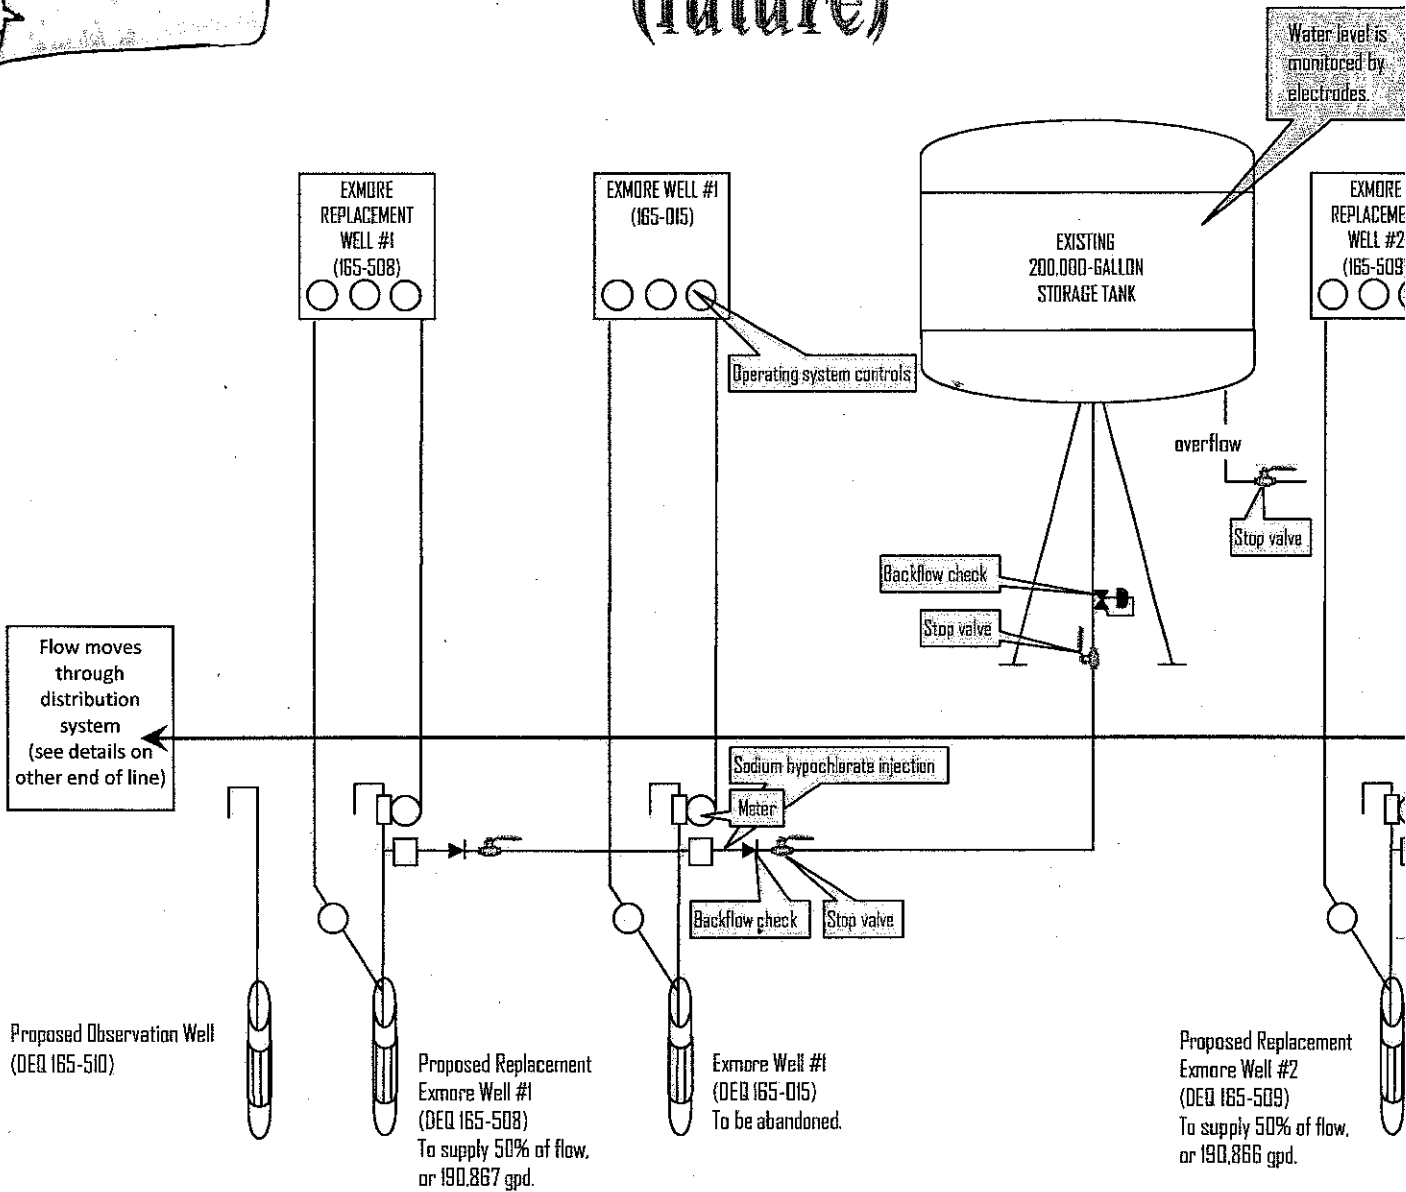 (future)
Water level is
monitored by
electrodes.
EXMORE
REPLACEMENT
WELL #1
(165-508)
EXMORE WELL #1
(165-015)
EXISTING
200,000-GALLON
STORAGE TANK
EXMORE
REPLACEME
WELL #2
(165-509
Operating system controls
overflow
Stop valve
Backflow check
Stop valve
Flow moves
through
distribution
system
(see details on
other end of line)
Sodium hypochlorate injection
Meter
Backflow check
Stop valve
Proposed Observation Well
(DEQ 165-510)
Proposed Replacement
Exmore Well #1
(DEQ 165-508)
To supply 50% of flow,
or 190,867 gpd.
Exmore Well #1
(DEQ 165-015)
To be abandoned.
Proposed Replacement
Exmore Well #2
(DEQ 165-509)
To supply 50% of flow,
or 190,866 gpd.